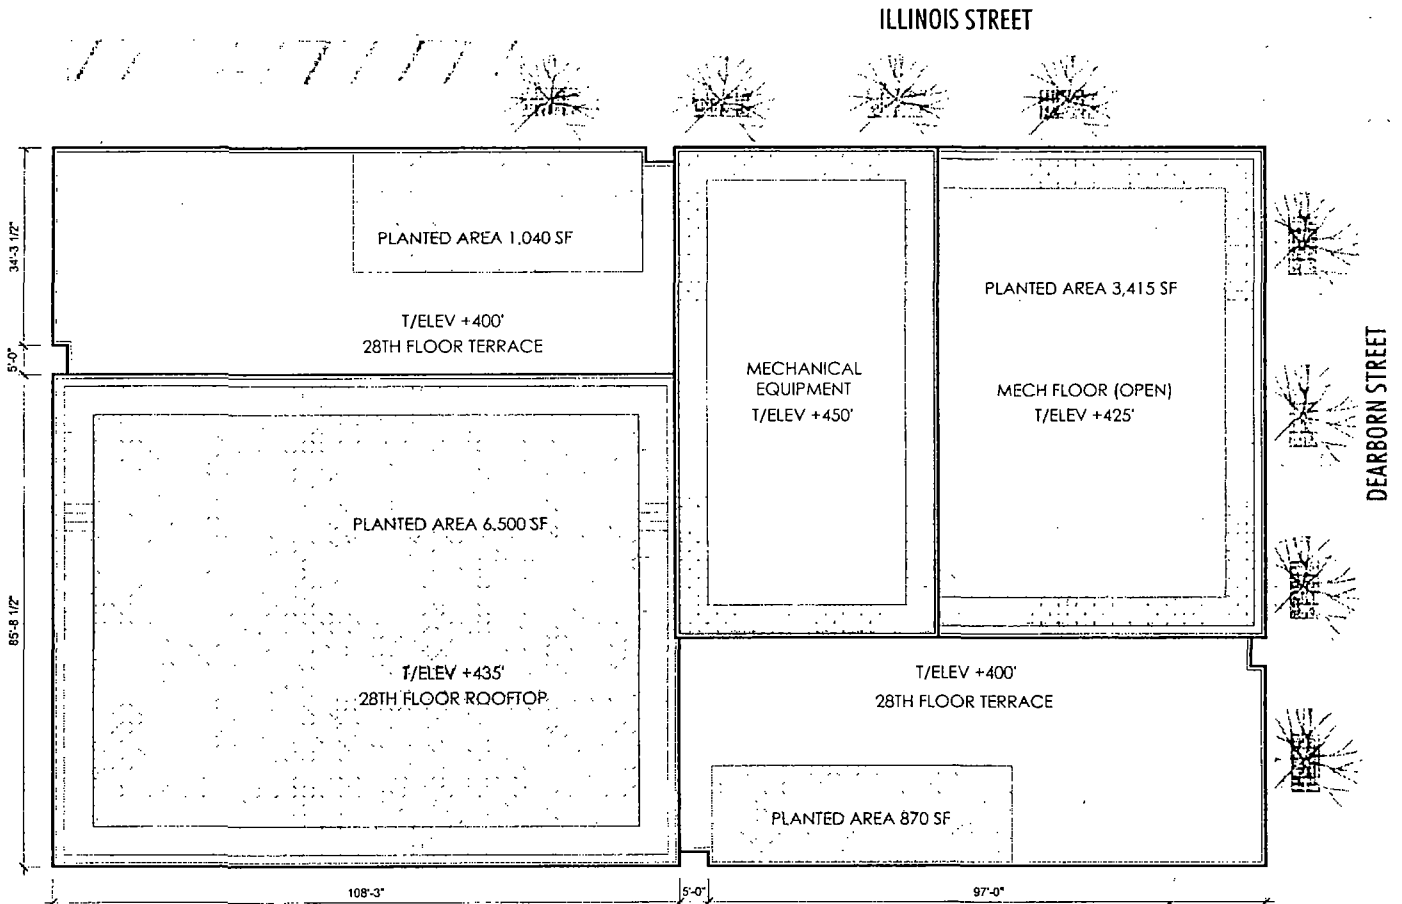 ILLINOIS STREET
34'-3 1/2"
PLANTED AREA 1,040 SF
PLANTED AREA 3,415 SF
T/ELEV +400'
28TH FLOOR TERRACE
5'-0"
MECHANICAL
EQUIPMENT
T/ELEV +450'
MECH FLOOR (OPEN)
T/ELEV +425'
DEARBORN STREET
PLANTED AREA 6,500 SF
85'-8 1/2"
T/ELEV +435'
28TH FLOOR ROOFTOP
T/ELEV +400'
28TH FLOOR TERRACE
PLANTED AREA 870 SF
108'-3"
5'-0"
97'-0"